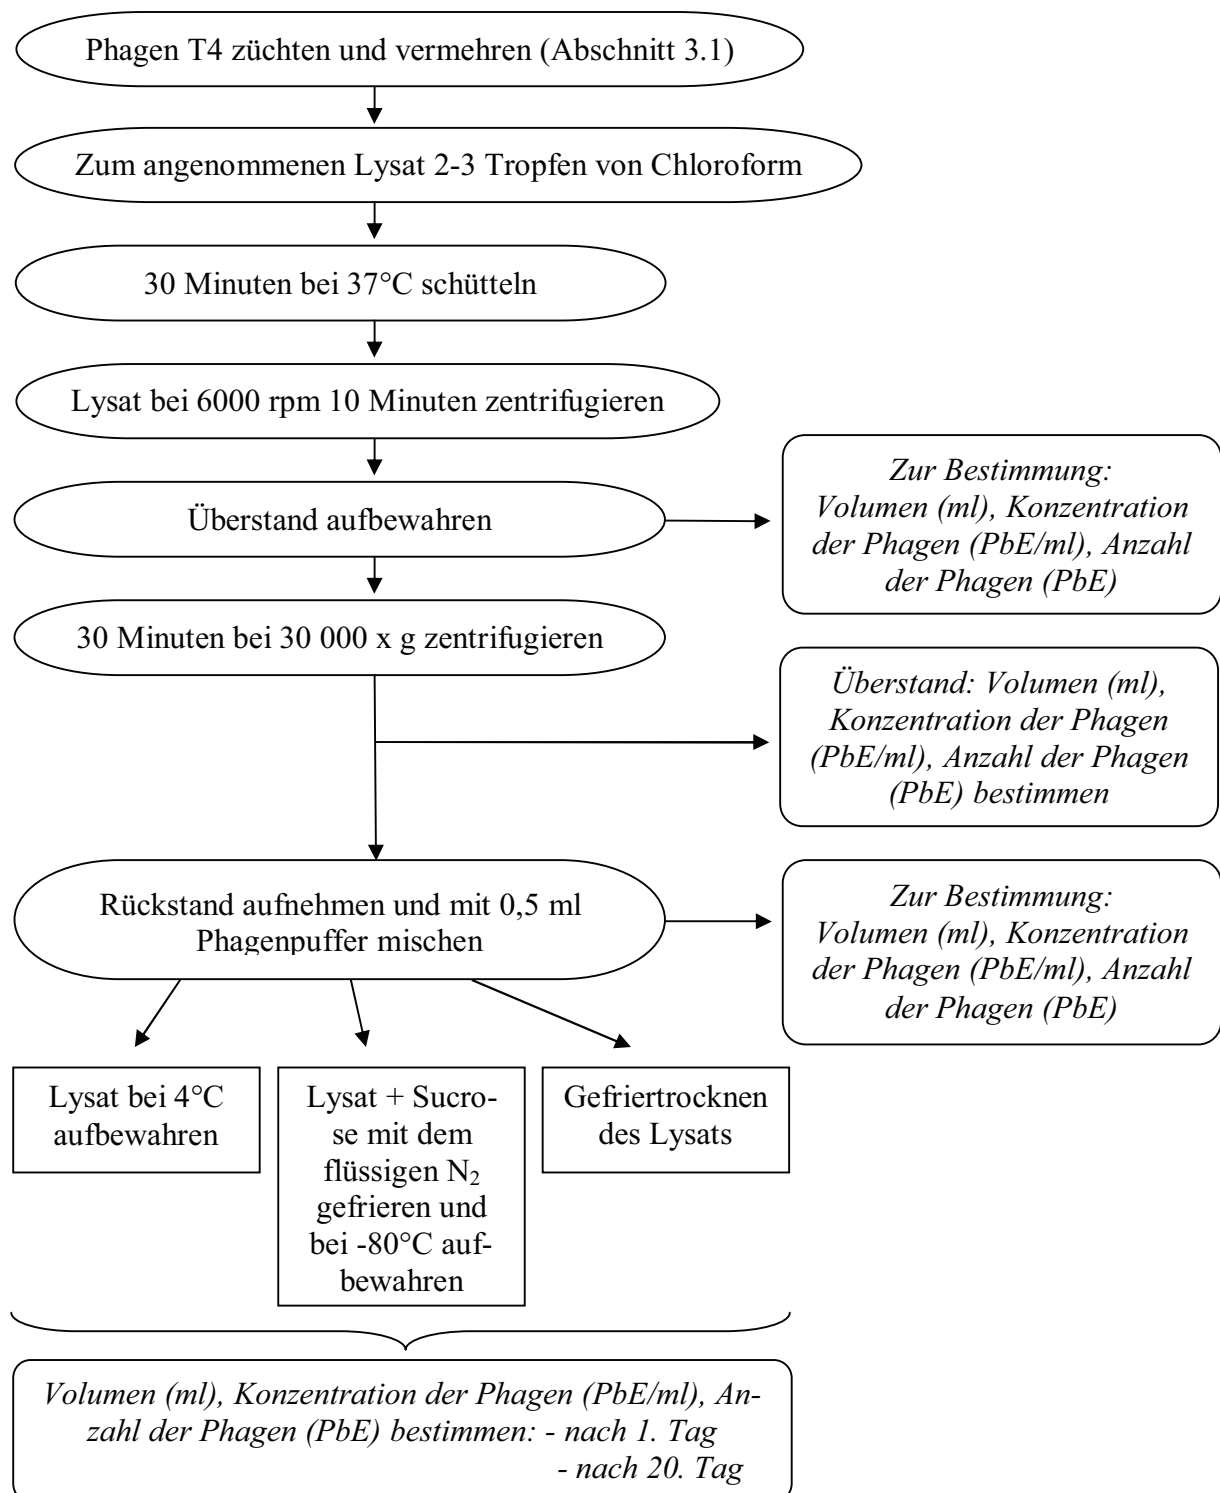 Phagen T4 züchten und vermehren (Abschnitt 3.1)
Zum angenommenen Lysat 2-3 Tropfen von Chloroform
30 Minuten bei 37°C schütteln
Lysat bei 6000 rpm 10 Minuten zentrifugieren
Überstand aufbewahren
Zur Bestimmung:
Volumen (ml), Konzentration
der Phagen (PbE/ml), Anzahl
der Phagen (PbE)
30 Minuten bei 30 000 x g zentrifugieren
Überstand: Volumen (ml),
Konzentration der Phagen
(PbE/ml), Anzahl der Phagen
(PbE) bestimmen
Rückstand aufnehmen und mit 0,5 ml
Phagenpuffer mischen
Zur Bestimmung:
Volumen (ml), Konzentration
der Phagen (PbE/ml), Anzahl
der Phagen (PbE)
Lysat bei 4°C
aufbewahren
Lysat + Sucro-
se mit dem
flüssigen N₂
gefrieren und
bei -80°C auf-
bewahren
Gefriertrocknen
des Lysats
Volumen (ml), Konzentration der Phagen (PbE/ml), An-
zahl der Phagen (PbE) bestimmen: - nach 1. Tag
- nach 20. Tag